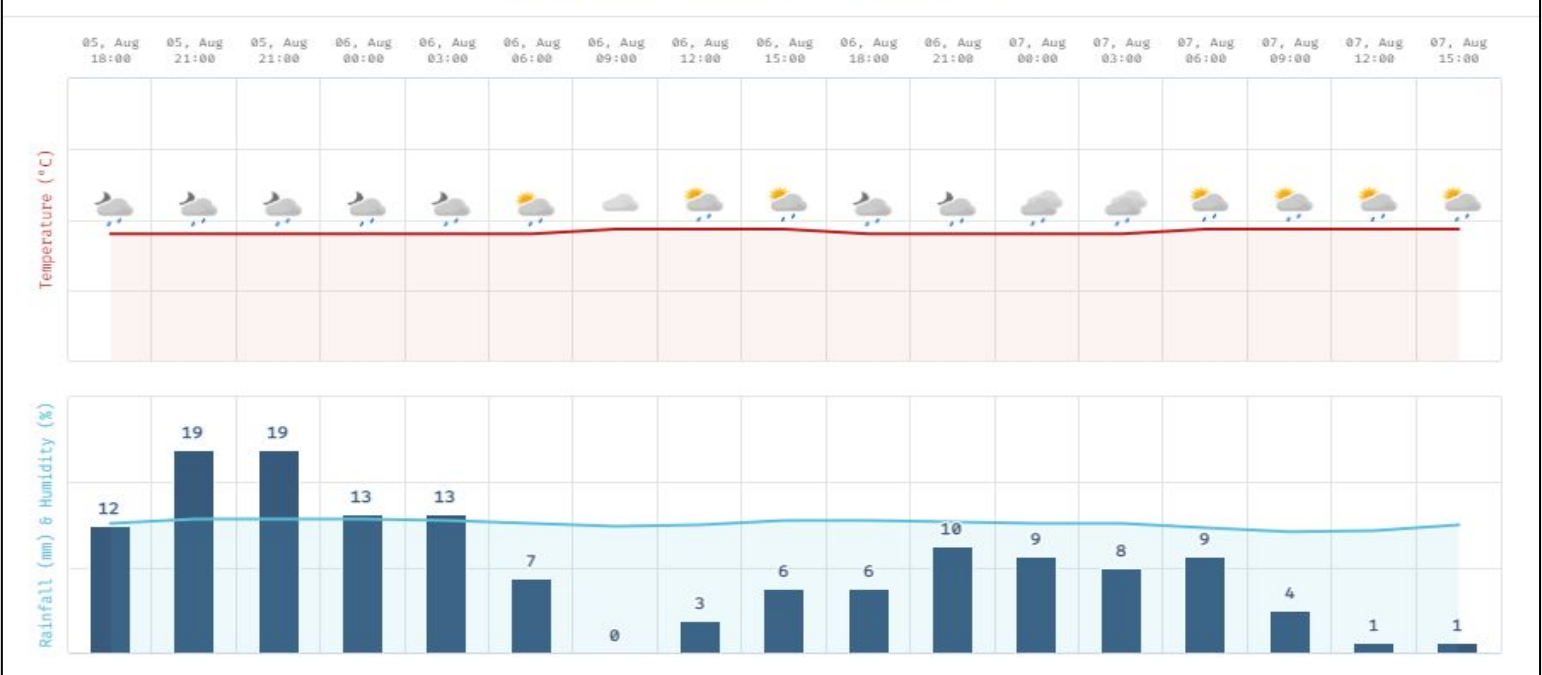 05, Aug 05, Aug 05, Aug 06, Aug 06, Aug 06, Aug 06, Aug 06, Aug 06, Aug 06, Aug 06, Aug 07, Aug 07, Aug 07, Aug 07, Aug 07, Aug 07, Aug
18:00 21:00 21:00 00:00 03:00 06:00 09:00 12:00 15:00 18:00 21:00 00:00 03:00 06:00 09:00 12:00 15:00
Temperature (°C)
Rainfall (mm) & Humidity (%)
12 19 19 13 13 7 0 3 6 6 10 9 8 9 4 1 1